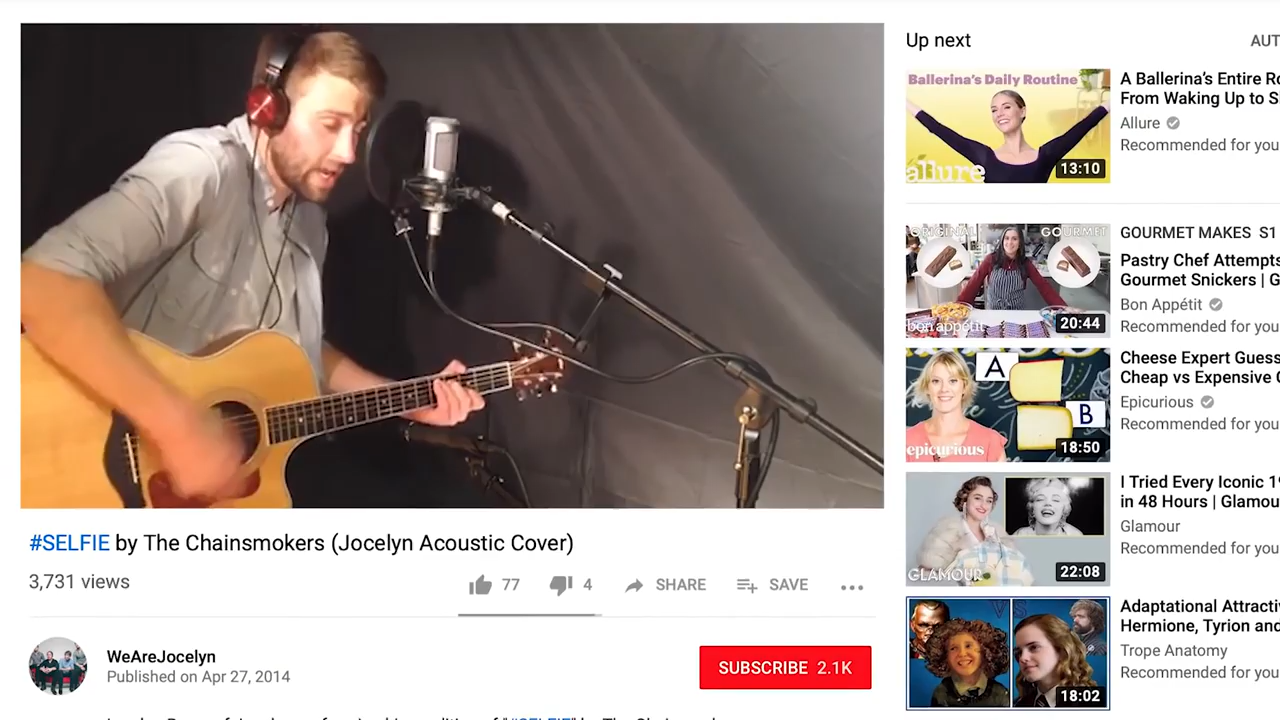 Up next
AUT
Ballerina's Daily Routine
allure
13:10
A Ballerina's Entire Ro
From Waking Up to S
Allure
Recommended for you
ORIGINAL
GOURMET
bon appétit
20:44
GOURMET MAKES S1
Pastry Chef Attempts
Gourmet Snickers | G
Bon Appétit
Recommended for you
A
B
epicurious
18:50
Cheese Expert Guess
Cheap vs Expensive C
Epicurious
Recommended for you
GLAMOUR
22:08
I Tried Every Iconic 19
in 48 Hours | Glamou
Glamour
Recommended for you
VS
18:02
Adaptational Attracti
Hermione, Tyrion and
Trope Anatomy
Recommended for you
#SELFIE by The Chainsmokers (Jocelyn Acoustic Cover)
3,731 views
77
4
SHARE
SAVE
WeAreJocelyn
Published on Apr 27, 2014
SUBSCRIBE 2.1K